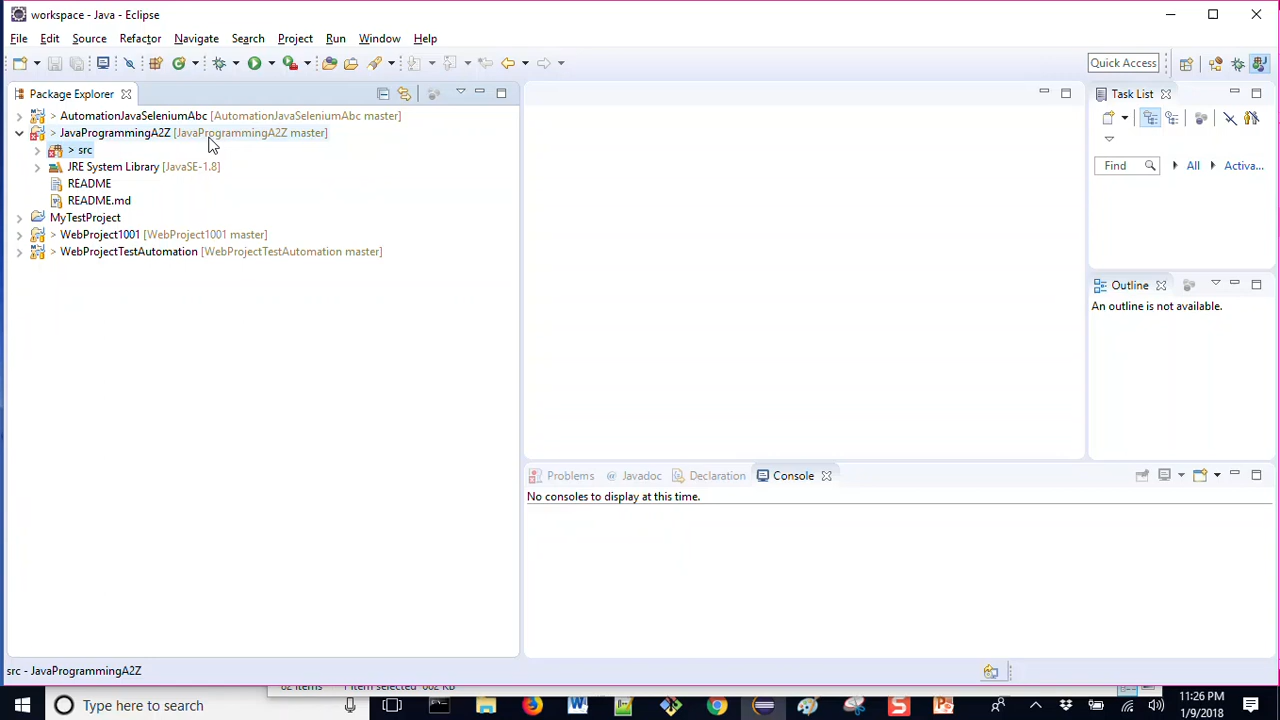 workspace - Java - Eclipse
File Edit Source Refactor Navigate Search Project Run Window Help
Quick Access
Package Explorer
> AutomationJavaSeleniumAbc [AutomationJavaSeleniumAbc master]
> JavaProgrammingA2Z [JavaProgrammingA2Z master]
> src
JRE System Library [JavaSE-1.8]
README
README.md
MyTestProject
> WebProject1001 [WebProject1001 master]
> WebProjectTestAutomation [WebProjectTestAutomation master]
Task List
Find All Activa...
Outline
An outline is not available.
Problems @ Javadoc Declaration Console
No consoles to display at this time.
src - JavaProgrammingA2Z
Type here to search
11:26 PM
1/9/2018